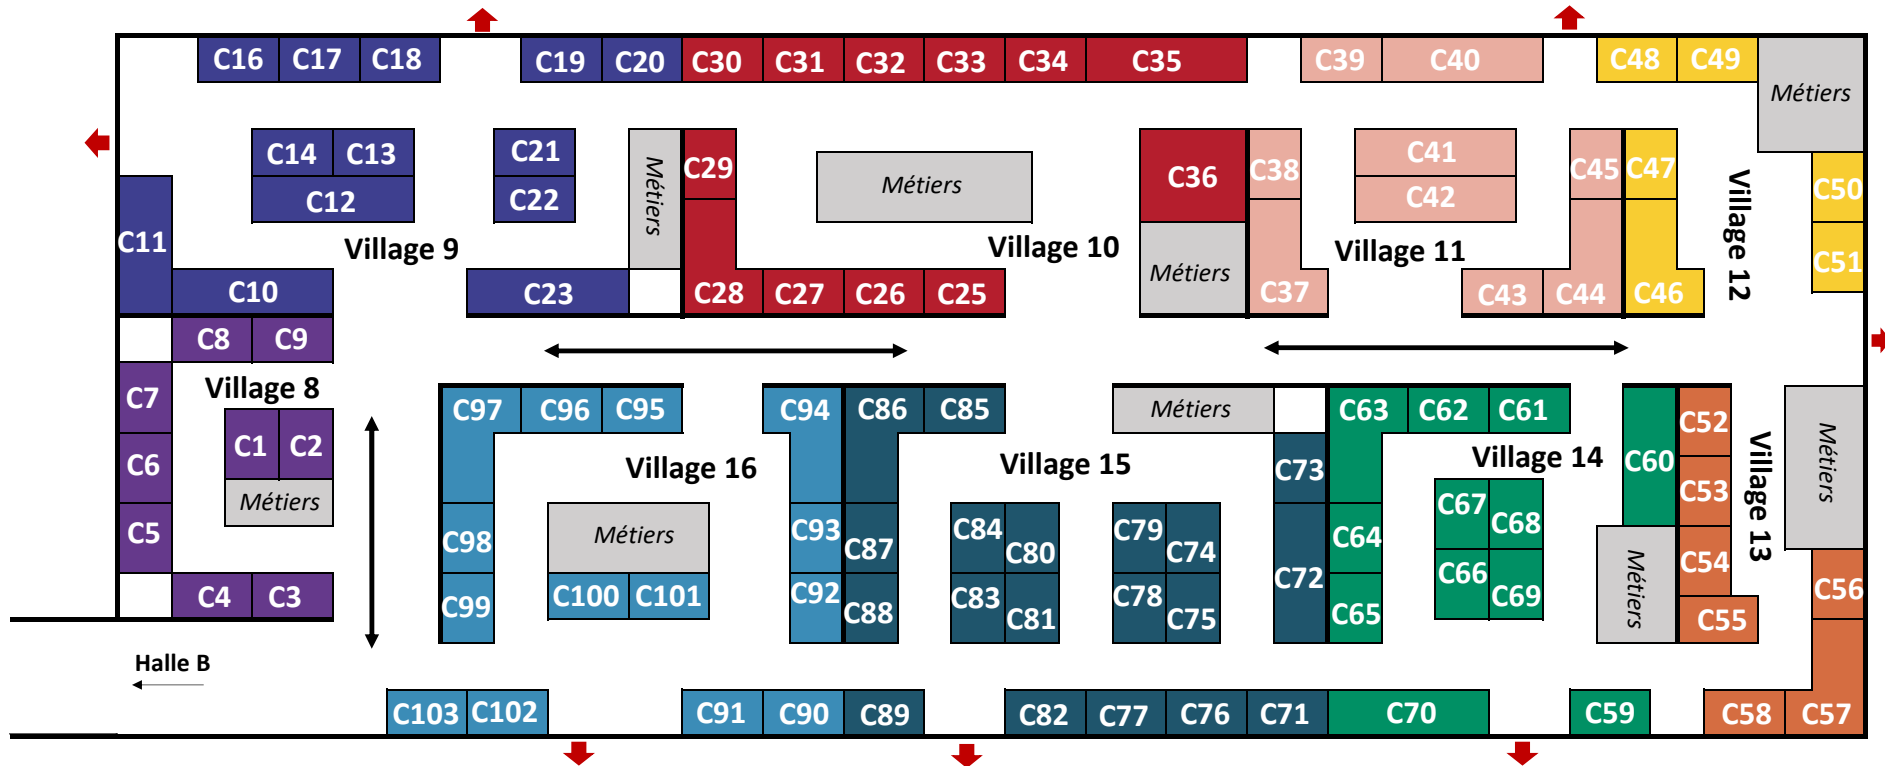 C16 C17 C18 C19 C20 C30 C31 C32 C33 C34 C35 C39 C40 C48 C49
Métiers
C14 C13 C21 C29 C36 C38 C41 C45 C47 C50
Métiers
Métiers
C12 C22 C42
Village 12
C11 Village 9 Village 10 Village 11 C51
Métiers
C10 C23 C28 C27 C26 C25 C37 C43 C44 C46
C8 C9
Village 8
C7 C97 C96 C95 C94 C86 C85 Métiers C63 C62 C61 C52
C1 C2 C6 Village 16 Village 15 C73 Village 14 C60
Village 13
Métiers
Métiers C67 C68 C53
C5 C98 Métiers C93 C87 C84 C80 C79 C74 C72 C64
C66 C69 Métiers C54 C56
C4 C3 C99 C100 C101 C92 C88 C83 C81 C78 C75 C65 C55
Halle B
C103 C102 C91 C90 C89 C82 C77 C76 C71 C70 C59 C58 C57